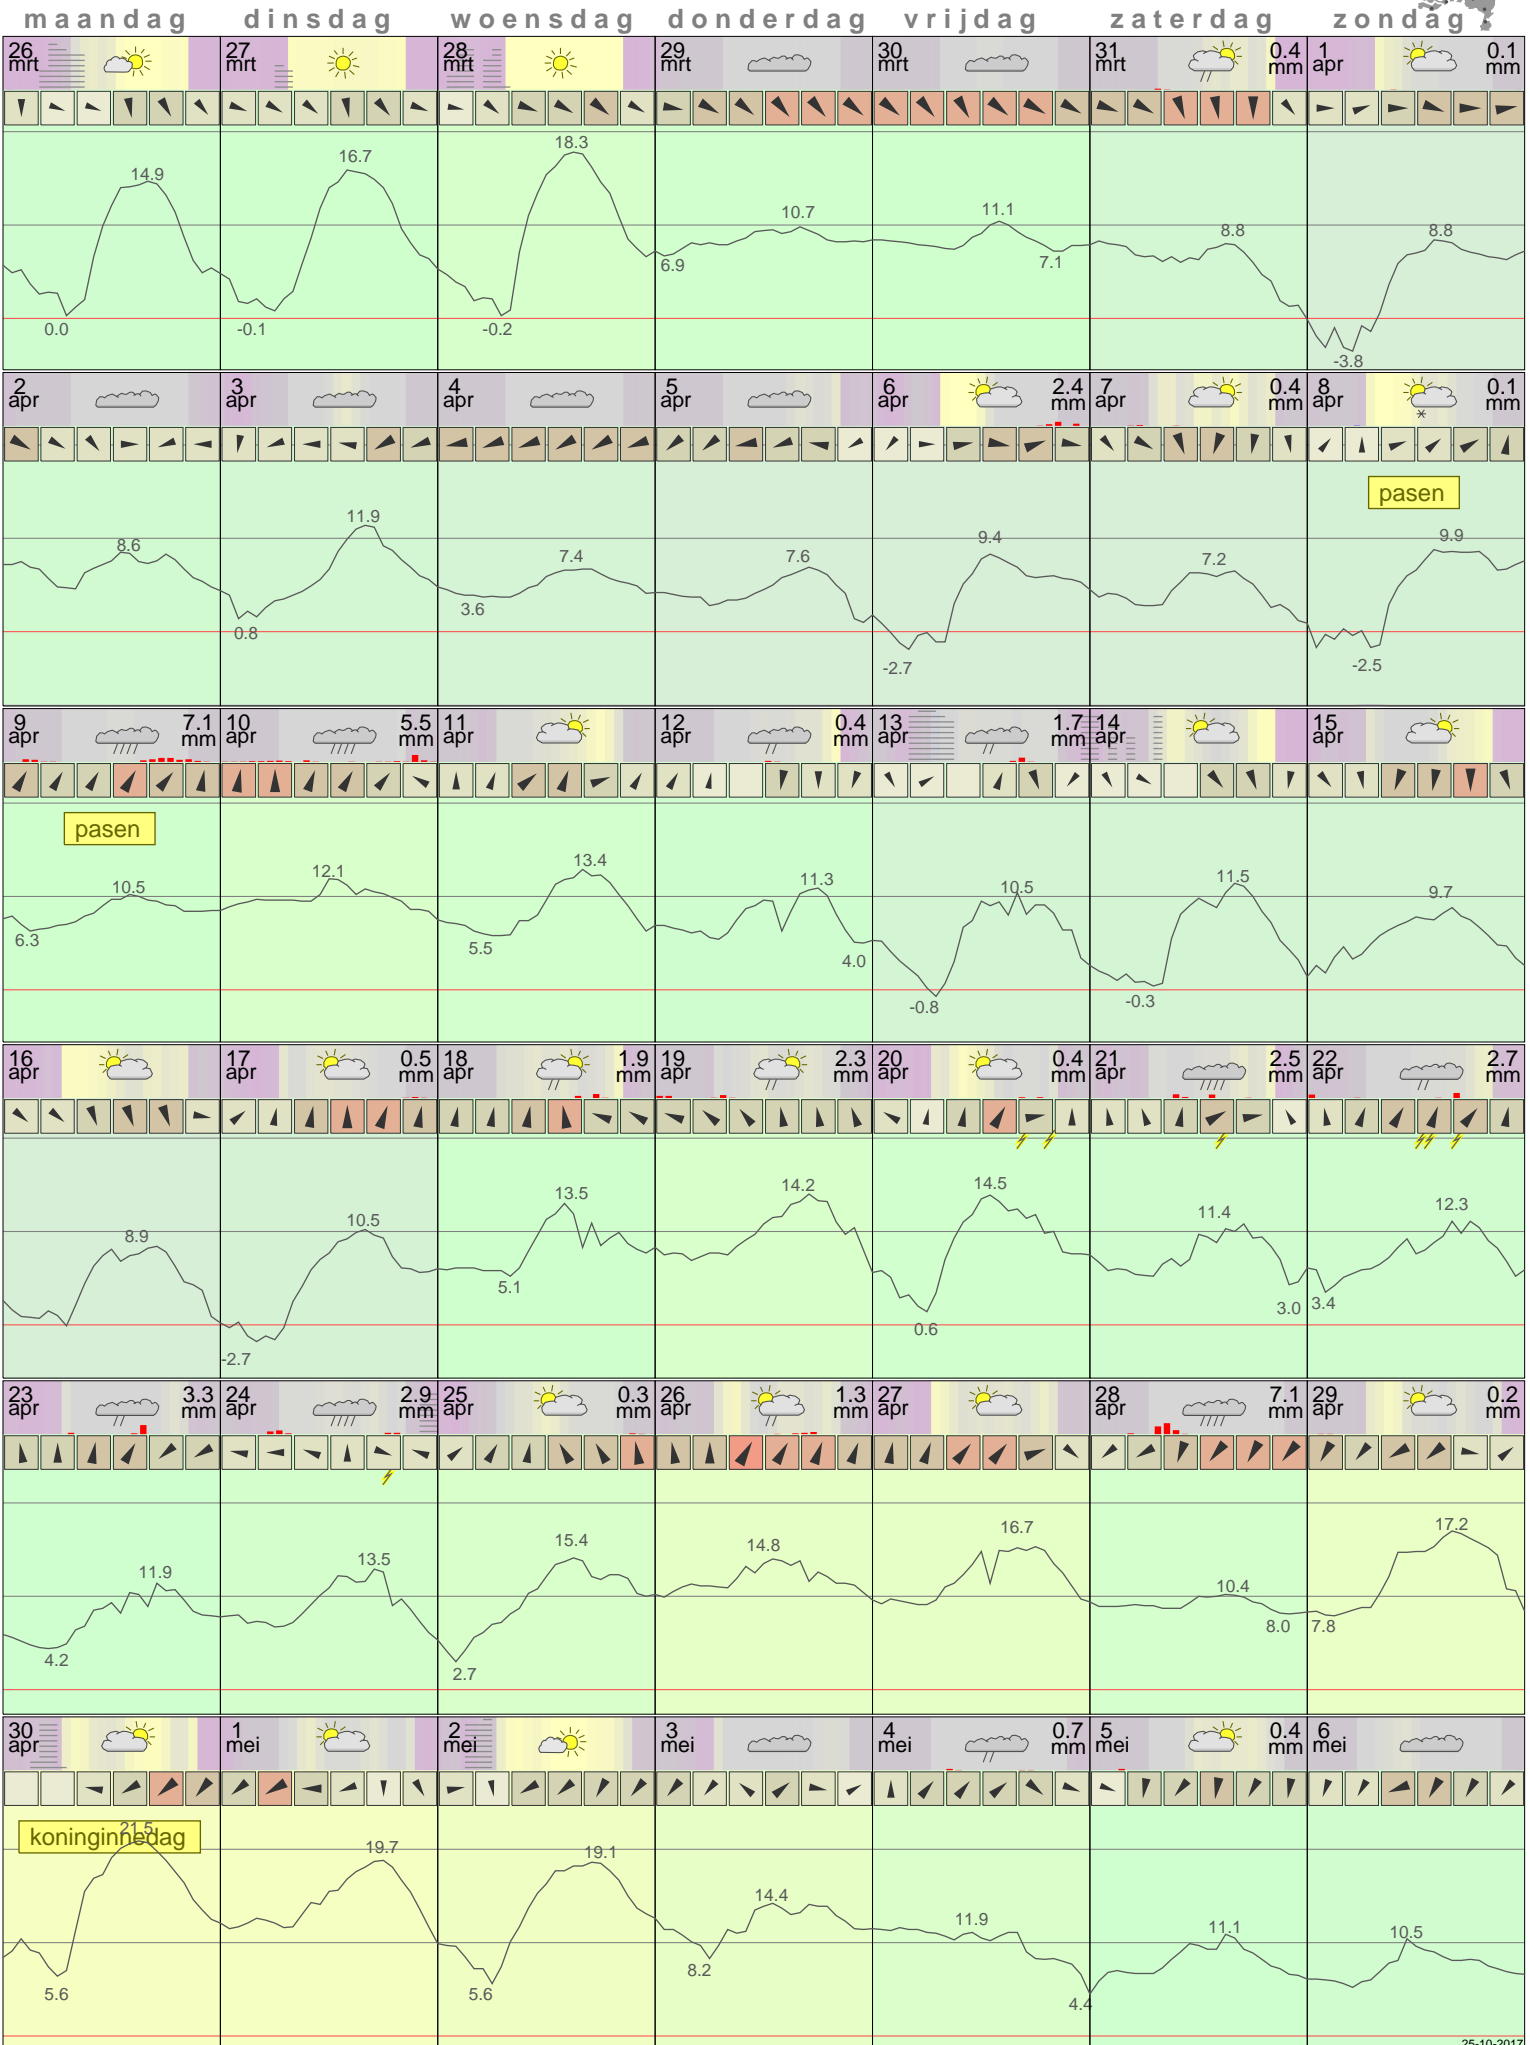 maandag dinsdag woensdag donderdag vrijdag zaterdag zondag
26 27 28 29 30 31 0.4 1 0.1
mrt mrt mrt mrt mrt mrt mm apr mm
14.9 16.7 18.3 10.7 11.1 8.8 8.8
0.0 -0.1 -0.2 6.9 7.1 -3.8
2 3 4 5 6 2.4 7 0.4 8 0.1
apr apr apr apr apr mm apr mm apr mm
pasen
8.6 11.9 7.4 7.6 9.4 7.2 9.9
0.8 3.6 -2.7 -2.5
9 7.1 10 5.5 11 12 0.4 13 1.7 14 15
apr mm apr mm apr apr mm apr mm apr apr
pasen
10.5 12.1 13.4 11.3 10.5 11.5 9.7
6.3 5.5 4.0 -0.8 -0.3
16 17 0.5 18 1.9 19 2.3 20 0.4 21 2.5 22 2.7
apr apr mm apr mm apr mm apr mm apr mm apr mm
8.9 10.5 13.5 14.2 14.5 11.4 12.3
-2.7 5.1 0.6 3.0 3.4
23 3.3 24 2.9 25 0.3 26 1.3 27 28 7.1 29 0.2
apr mm apr mm apr mm apr mm apr apr mm apr mm
11.9 13.5 15.4 14.8 16.7 10.4 17.2
4.2 2.7 8.0 7.8
30 1 2 3 4 0.7 5 0.4 6
apr mei mei mei mei mm mei mm mei
koninginnedag
21.5 19.7 19.1 14.4 11.9 11.1 10.5
5.6 5.6 8.2 4.4
25-10-2017